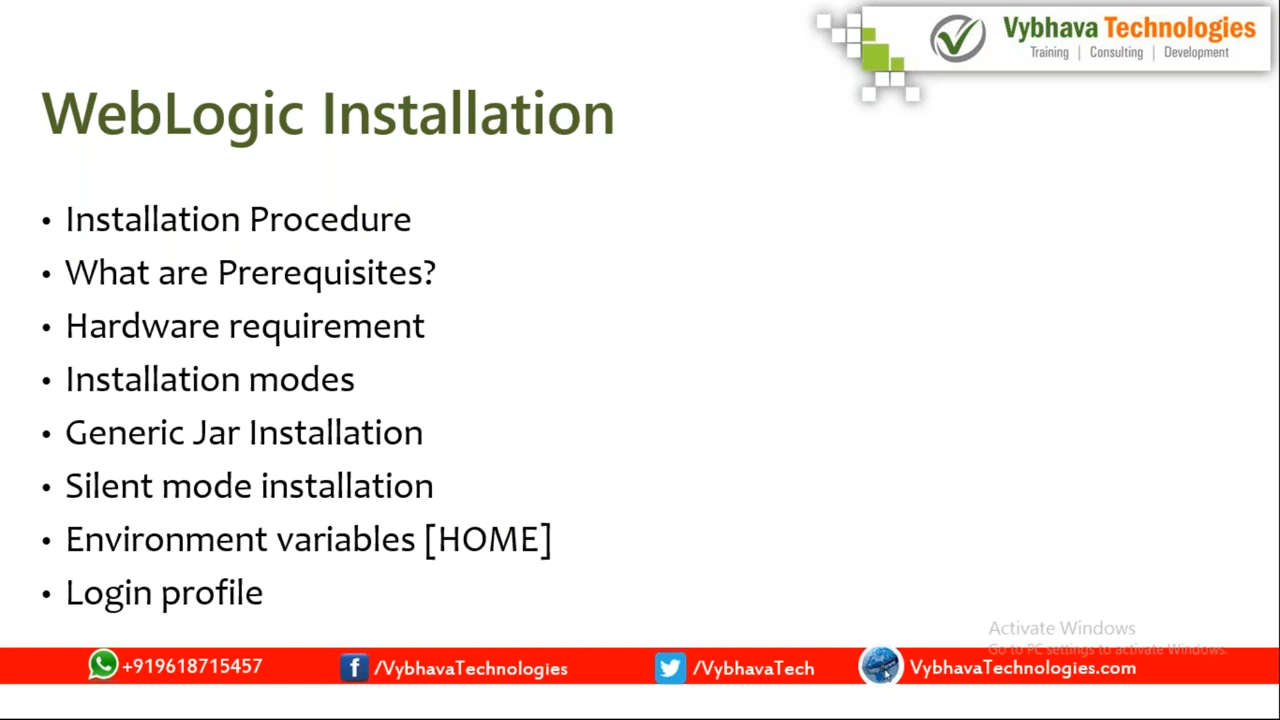 Vybhava Technologies
Training | Consulting | Development
WebLogic Installation
• Installation Procedure
• What are Prerequisites?
• Hardware requirement
• Installation modes
• Generic Jar Installation
• Silent mode installation
• Environment variables [HOME]
• Login profile
Activate Windows
Go to PC settings to activate Windows.
+919618715457 /VybhavaTechnologies /VybhavaTech VybhavaTechnologies.com